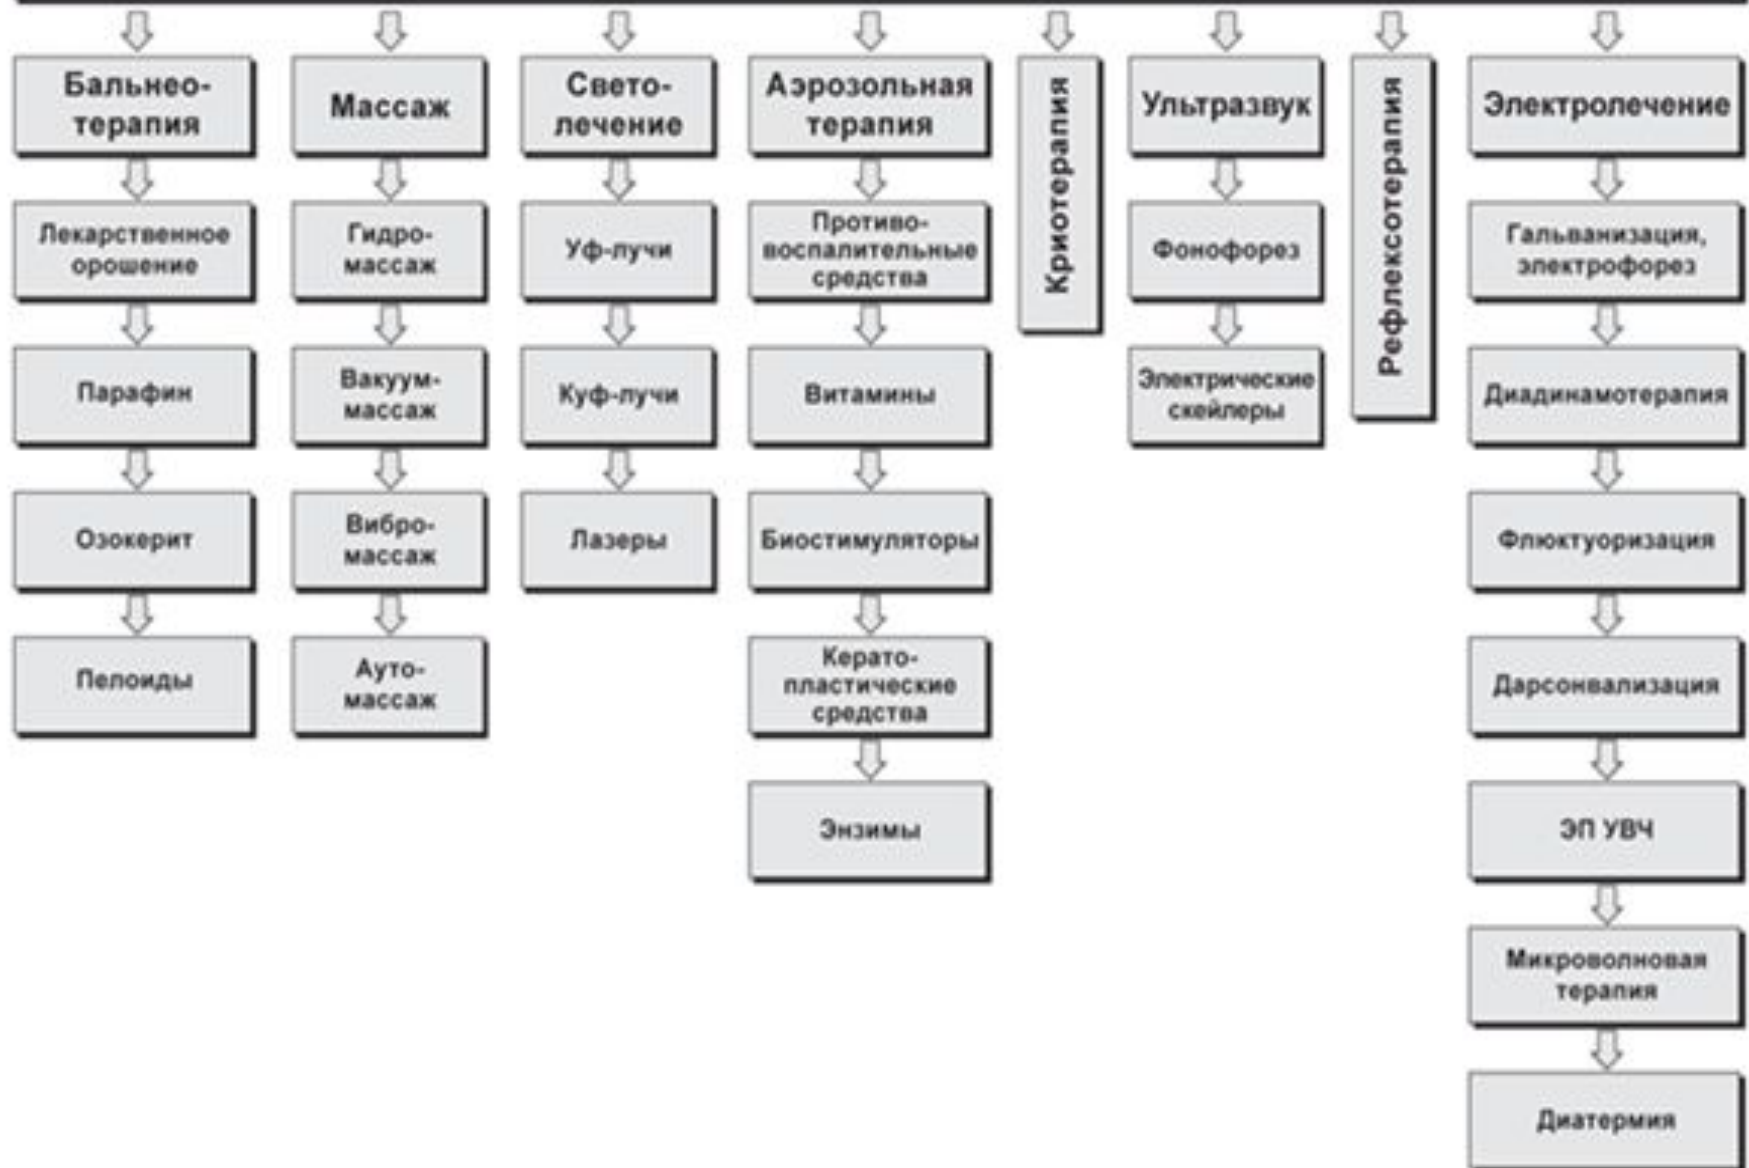 Бальнео-
терапия
Лекарственное
орошение
Парафин
Озокерит
Пелоиды
Массаж
Гидро-
массаж
Вакуум-
массаж
Вибро-
массаж
Ауто-
массаж
Свето-
лечение
Уф-лучи
Куф-лучи
Лазеры
Аэрозольная
терапия
Противо-
воспалительные
средства
Витамины
Биостимуляторы
Керато-
пластические
средства
Энзимы
Криотерапия
Ультразвук
Фонофорез
Электрические
скейлеры
Рефлексотерапия
Электролечение
Гальванизация,
электрофорез
Диадинамотерапия
Флюктуоризация
Дарсонвализация
ЭП УВЧ
Микроволновая
терапия
Диатермия